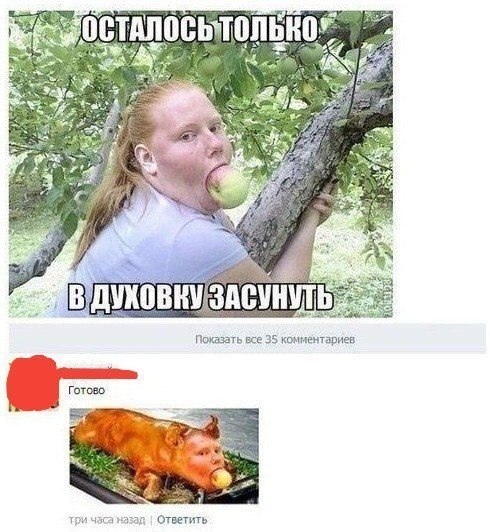 ОСТАЛОСЬ ТОЛЬКО
В ДУХОВКУ ЗАСУНУТЬ
Показать все 35 комментариев
Готово
три часа назад | Ответить